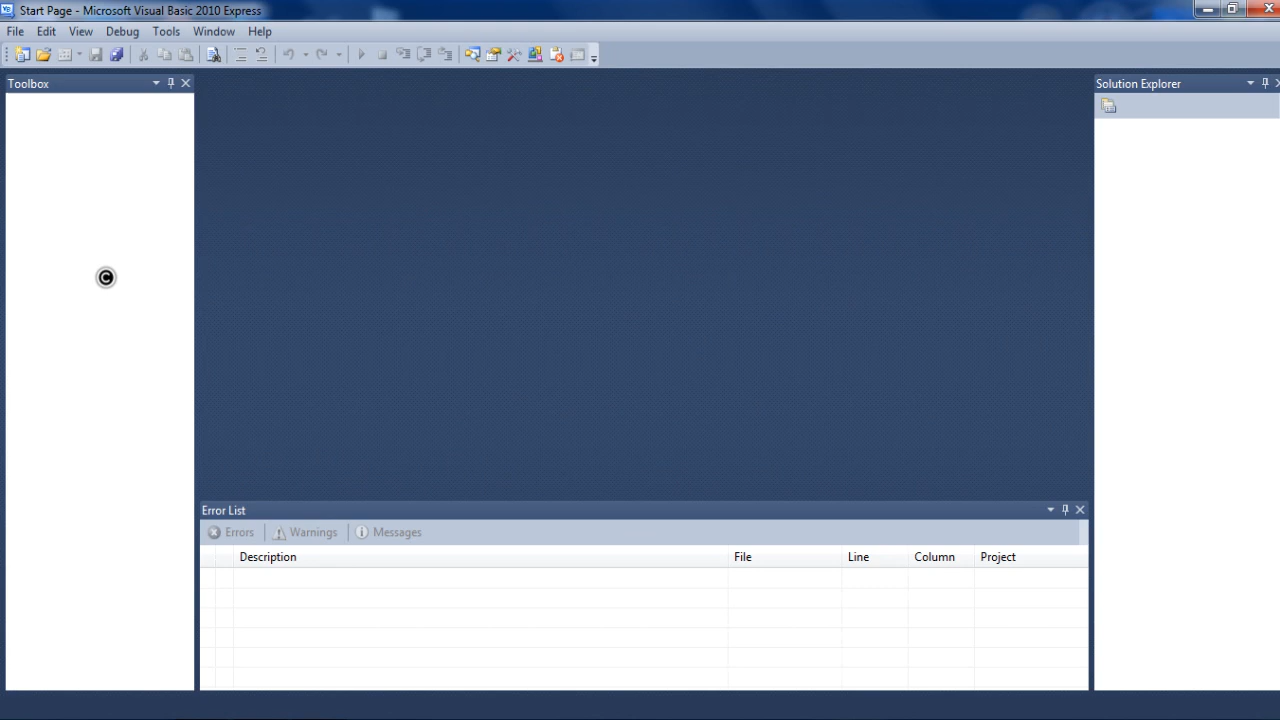 Start Page - Microsoft Visual Basic 2010 Express
File Edit View Debug Tools Window Help
Toolbox
Solution Explorer
Error List
Errors Warnings Messages
Description File Line Column Project